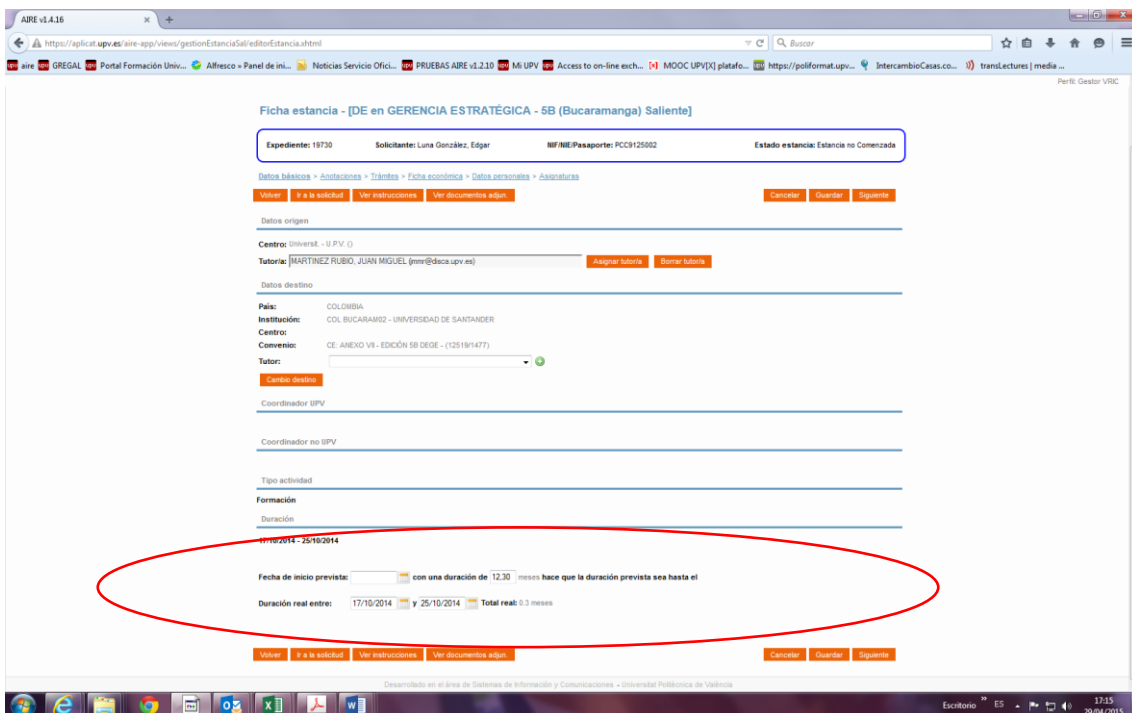 AIRE v1.4.16
https://aplicat.upv.es/aire-app/views/gestionEstanciaSal/editorEstancia.xhtml
Buscar
aire GREGAL Portal Formación Univ... Alfresco » Panel de ini... Noticias Servicio Ofici... PRUEBAS AIRE v1.2.10 Mi UPV Access to on-line exch... MOOC UPV[X] platafo... https://poliformat.upv... IntercambioCasas.co... transLectures | media ...
Perfil: Gestor VRIC
Ficha estancia - [DE en GERENCIA ESTRATÉGICA - 5B (Bucaramanga) Saliente]
Expediente: 19730 Solicitante: Luna González, Edgar NIF/NIE/Pasaporte: PCC9125002 Estado estancia: Estancia no Comenzada
Datos básicos > Anotaciones > Trámites > Ficha económica > Datos personales > Asignaturas
Volver Ir a la solicitud Ver instrucciones Ver documentos adjun. Cancelar Guardar Siguiente
Datos origen
Centro: Universit. - U.P.V. ()
Tutor/a: MARTINEZ RUBIO, JUAN MIGUEL (jmmr@disca.upv.es) Asignar tutor/a Borrar tutor/a
Datos destino
País: COLOMBIA
Institución: COL BUCARAM02 - UNIVERSIDAD DE SANTANDER
Centro:
Convenio: CE: ANEXO VII - EDICIÓN 5B DEGE - (12519/1477)
Tutor:
Cambio destino
Coordinador UPV
Coordinador no UPV
Tipo actividad
Formación
Duración
17/10/2014 - 25/10/2014
Fecha de inicio prevista: con una duración de 12,30 meses hace que la duración prevista sea hasta el
Duración real entre: 17/10/2014 y 25/10/2014 Total real: 0.3 meses
Volver Ir a la solicitud Ver instrucciones Ver documentos adjun. Cancelar Guardar Siguiente
Desarrollado en el área de Sistemas de Información y Comunicaciones - Universitat Politècnica de València
Escritorio » ES 17:15
29/04/2015